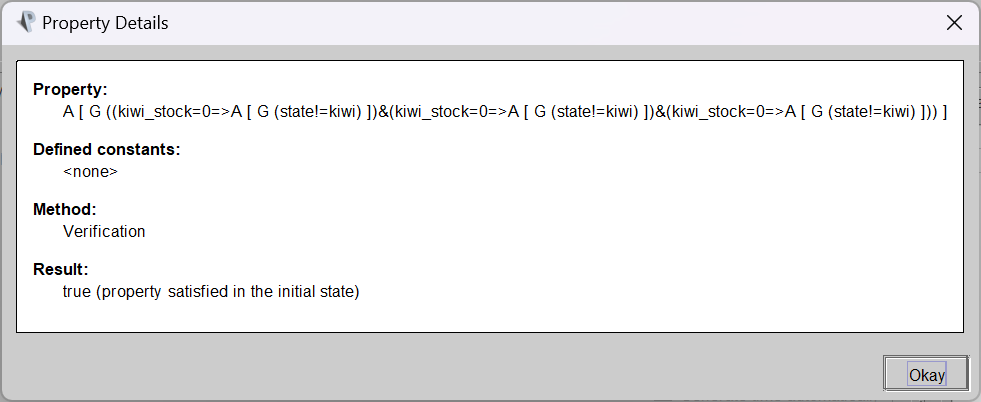 Property Details
Property:
A [ G ((kiwi_stock=0=>A [ G (state!=kiwi) ])&(kiwi_stock=0=>A [ G (state!=kiwi) ])&(kiwi_stock=0=>A [ G (state!=kiwi) ])) ]
Defined constants:
<none>
Method:
Verification
Result:
true (property satisfied in the initial state)
Okay